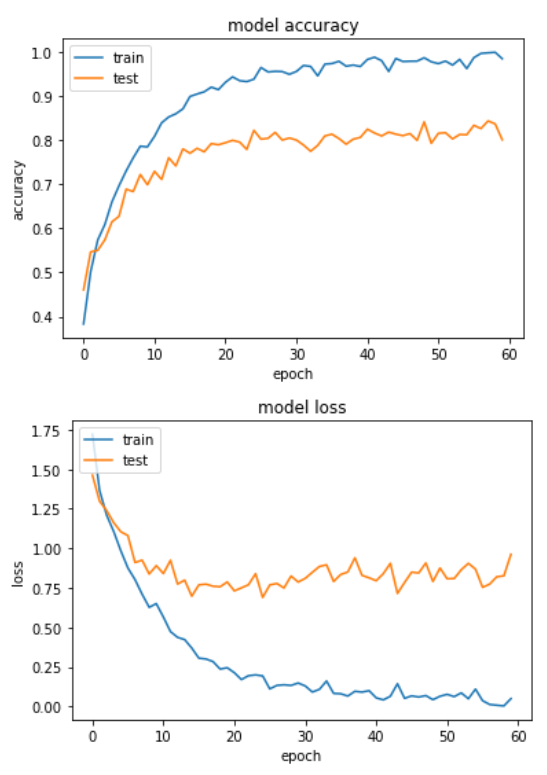 model accuracy
1.0
0.9
0.8
0.7
0.6
0.5
0.4
accuracy
train
test
0 10 20 30 40 50 60
epoch
model loss
1.75
1.50
1.25
1.00
0.75
0.50
0.25
0.00
loss
train
test
0 10 20 30 40 50 60
epoch